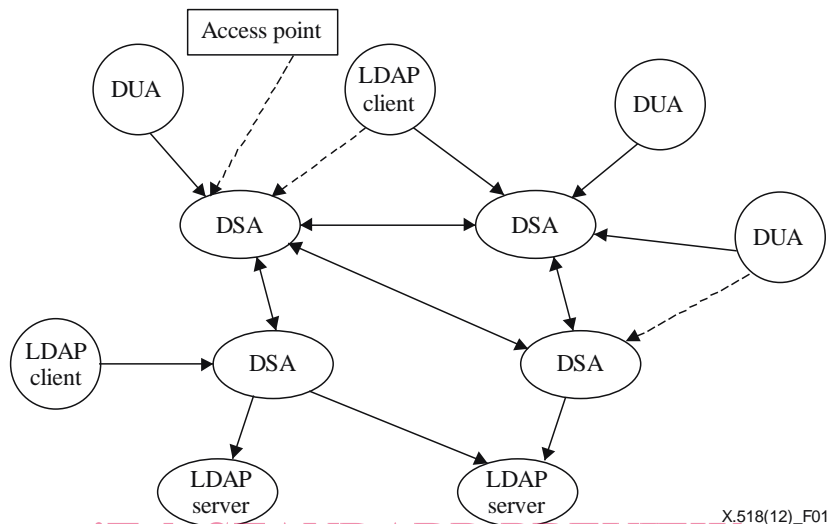 Access point
DUA
LDAP
client
DUA
DSA
DSA
DUA
LDAP
client
DSA
DSA
LDAP
server
LDAP
server
X.518(12)_F01